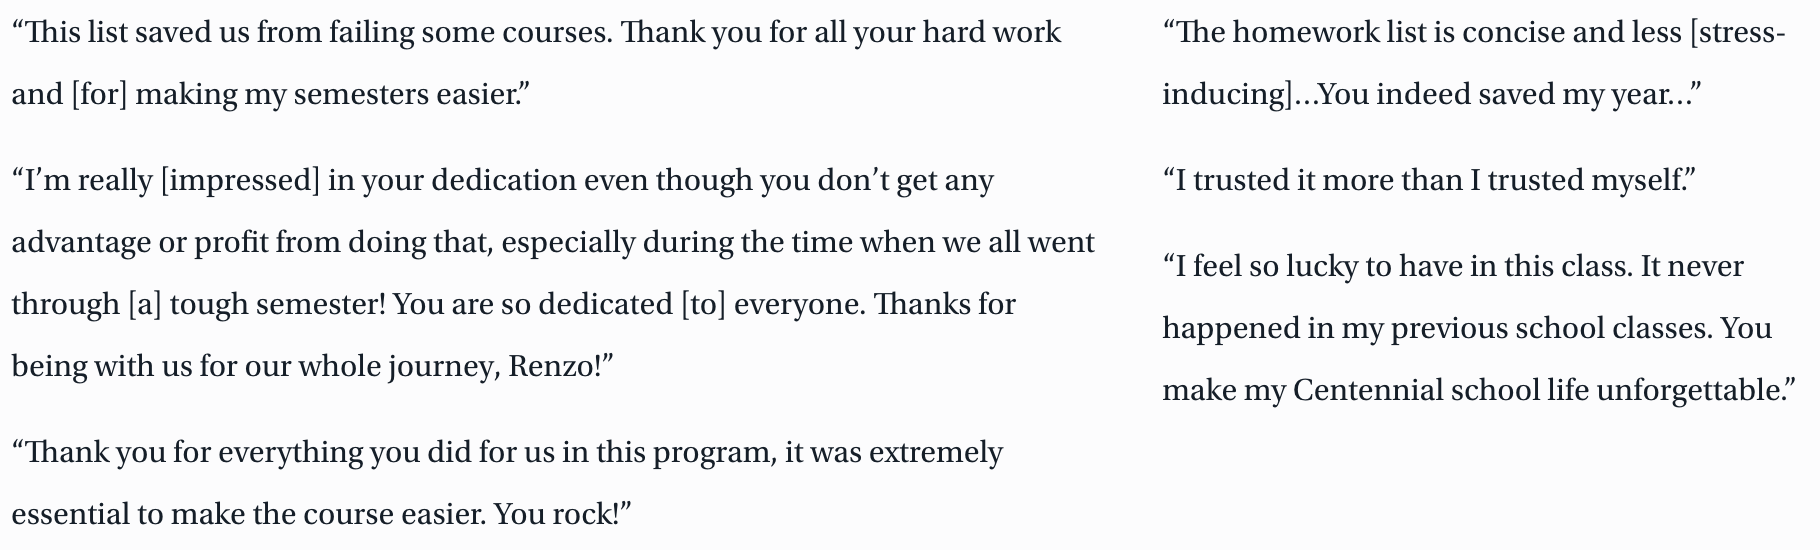 “This list saved us from failing some courses. Thank you for all your hard work
and [for] making my semesters easier.”
“I’m really [impressed] in your dedication even though you don’t get any
advantage or profit from doing that, especially during the time when we all went
through [a] tough semester! You are so dedicated [to] everyone. Thanks for
being with us for our whole journey, Renzo!”
“Thank you for everything you did for us in this program, it was extremely
essential to make the course easier. You rock!”
“The homework list is concise and less [stress-
inducing]…You indeed saved my year…”
“I trusted it more than I trusted myself.”
“I feel so lucky to have in this class. It never
happened in my previous school classes. You
make my Centennial school life unforgettable.”